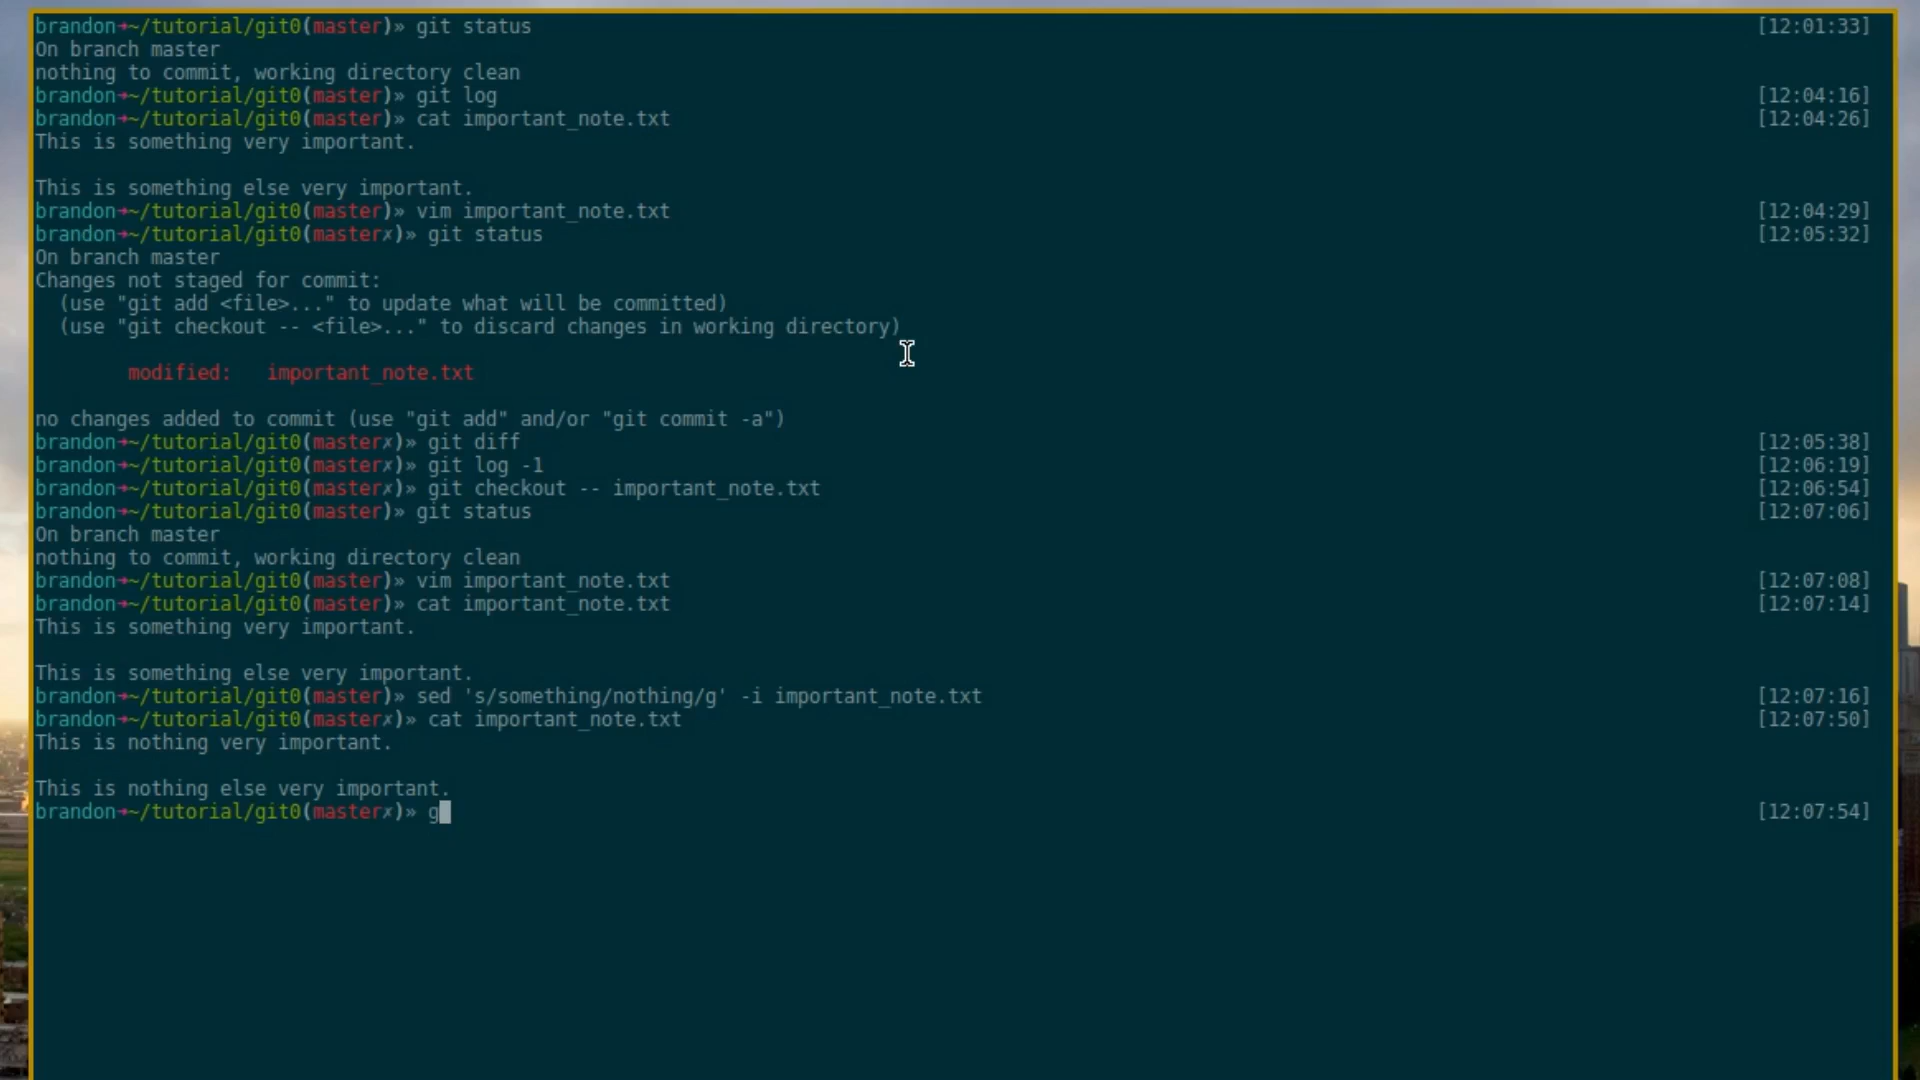 brandon→~/tutorial/git0(master)» git status [12:01:33]
On branch master
nothing to commit, working directory clean
brandon→~/tutorial/git0(master)» git log [12:04:16]
brandon→~/tutorial/git0(master)» cat important_note.txt [12:04:26]
This is something very important.
This is something else very important.
brandon→~/tutorial/git0(master)» vim important_note.txt [12:04:29]
brandon→~/tutorial/git0(master✗)» git status [12:05:32]
On branch master
Changes not staged for commit:
  (use "git add <file>..." to update what will be committed)
  (use "git checkout -- <file>..." to discard changes in working directory)
        modified:   important_note.txt
no changes added to commit (use "git add" and/or "git commit -a")
brandon→~/tutorial/git0(master✗)» git diff [12:05:38]
brandon→~/tutorial/git0(master✗)» git log -1 [12:06:19]
brandon→~/tutorial/git0(master✗)» git checkout -- important_note.txt [12:06:54]
brandon→~/tutorial/git0(master)» git status [12:07:06]
On branch master
nothing to commit, working directory clean
brandon→~/tutorial/git0(master)» vim important_note.txt [12:07:08]
brandon→~/tutorial/git0(master)» cat important_note.txt [12:07:14]
This is something very important.
This is something else very important.
brandon→~/tutorial/git0(master)» sed 's/something/nothing/g' -i important_note.txt [12:07:16]
brandon→~/tutorial/git0(master✗)» cat important_note.txt [12:07:50]
This is nothing very important.
This is nothing else very important.
brandon→~/tutorial/git0(master✗)» g [12:07:54]